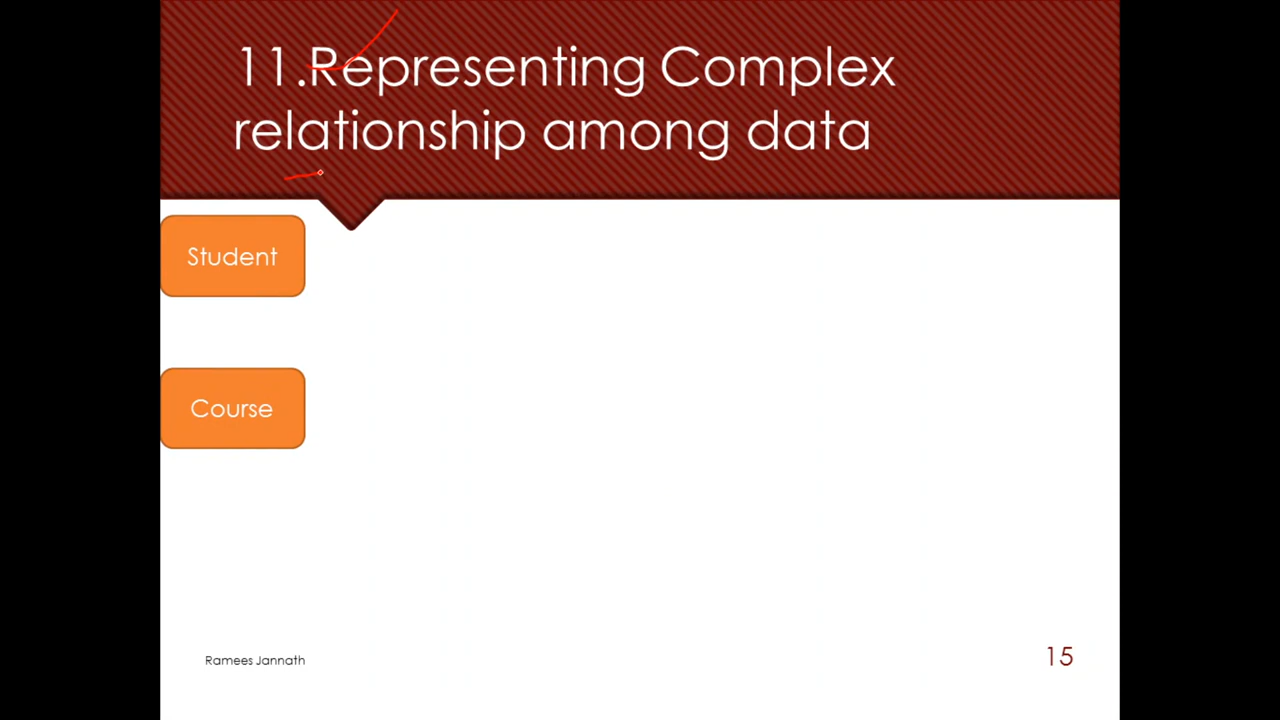 11.Representing Complex
relationship among data
Student
Course
Ramees Jannath
15